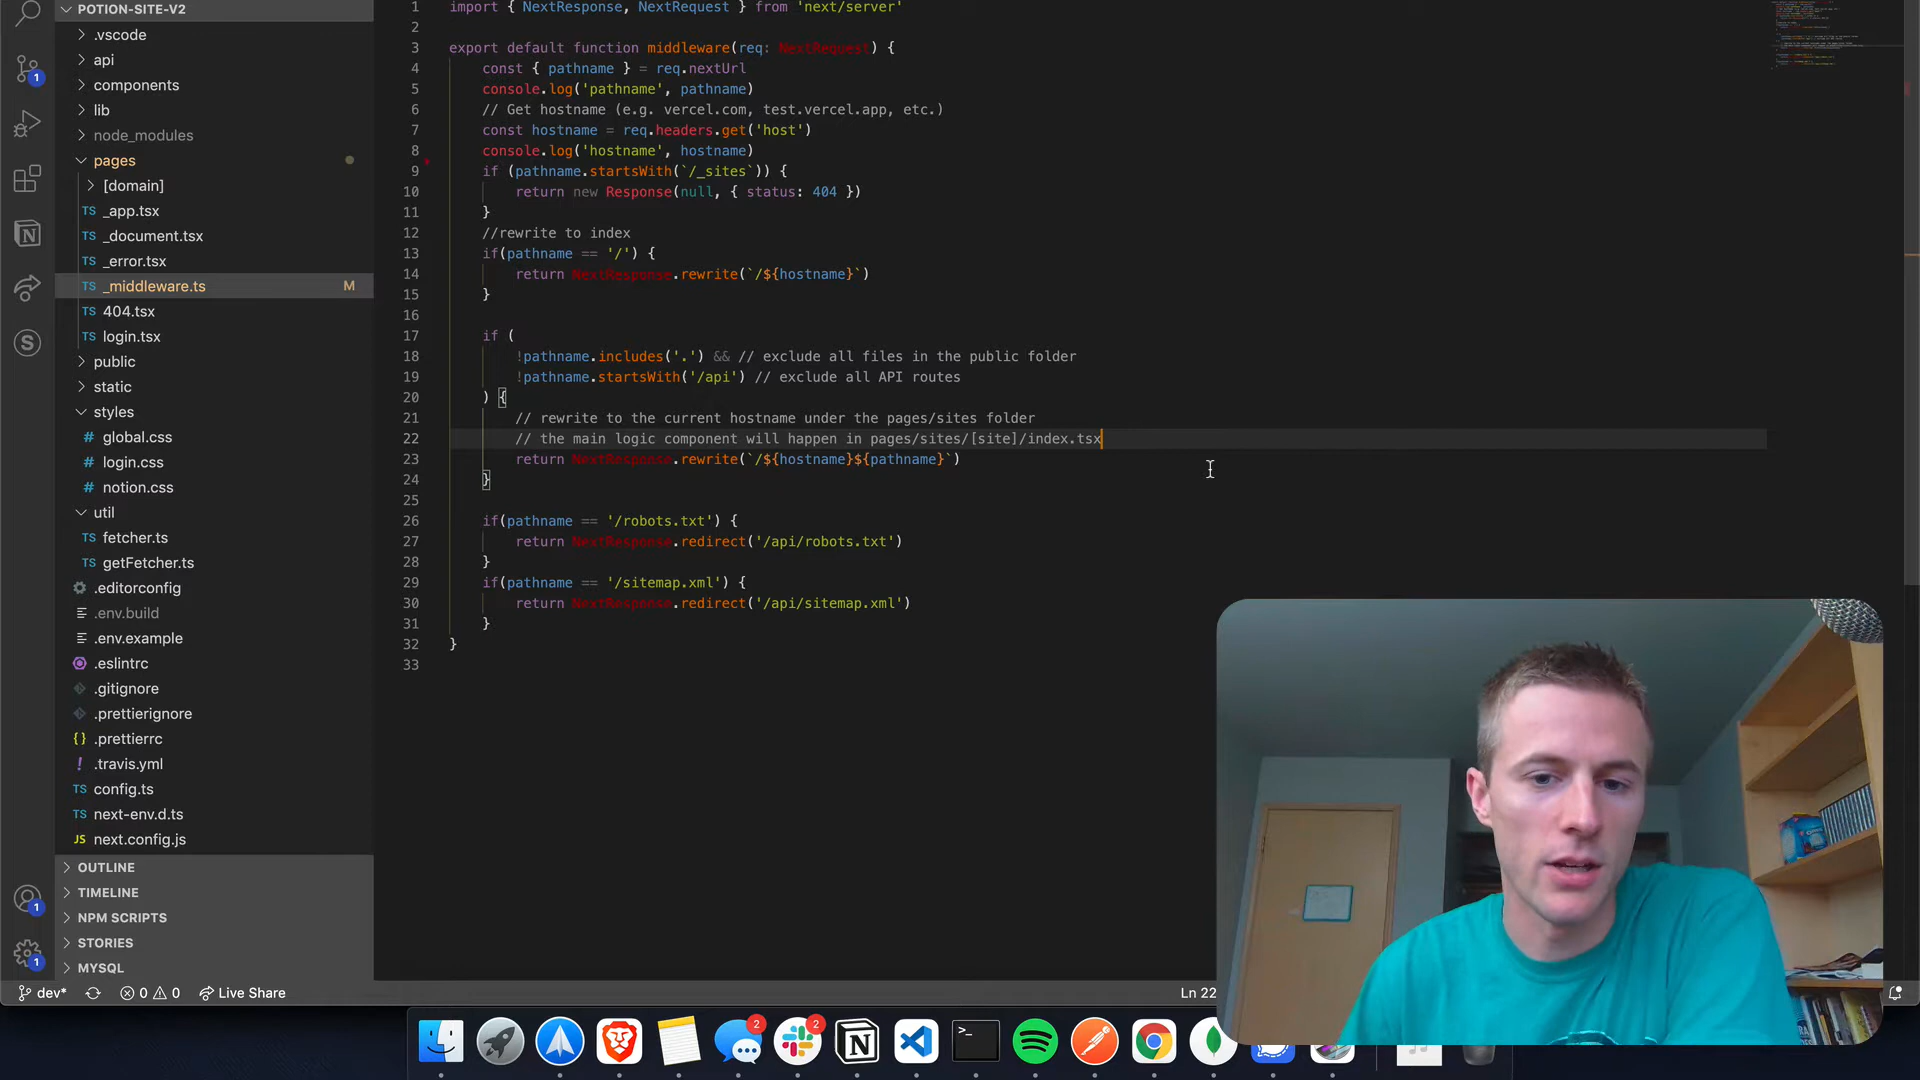 POTION-SITE-V2
.vscode
api
components
lib
node_modules
pages
[domain]
TS _app.tsx
TS _document.tsx
TS _error.tsx
TS _middleware.ts M
TS 404.tsx
TS login.tsx
public
static
styles
TS global.css
TS login.css
TS notion.css
util
TS fetcher.ts
TS getFetcher.ts
.editorconfig
.env.build
.env.example
.eslintrc
.gitignore
.prettierignore
{} .prettierrc
! .travis.yml
TS config.ts
TS next-env.d.ts
JS next.config.js
OUTLINE
TIMELINE
NPM SCRIPTS
STORIES
MYSQL
1
1
1
1 import { NextResponse, NextRequest } from 'next/server'
2
3 export default function middleware(req: NextRequest) {
4 const { pathname } = req.nextUrl
5 console.log('pathname', pathname)
6 // Get hostname (e.g. vercel.com, test.vercel.app, etc.)
7 const hostname = req.headers.get('host')
8 console.log('hostname', hostname)
9 if (pathname.startsWith(`/_sites`)) {
10 return new Response(null, { status: 404 })
11 }
12 //rewrite to index
13 if(pathname == '/') {
14 return NextResponse.rewrite(`/${hostname}`)
15 }
16
17 if (
18 !pathname.includes('.') && // exclude all files in the public folder
19 !pathname.startsWith('/api') // exclude all API routes
20 ) {
21 // rewrite to the current hostname under the pages/sites folder
22 // the main logic component will happen in pages/sites/[site]/index.tsx
23 return NextResponse.rewrite(`/${hostname}${pathname}`)
24 }
25
26 if(pathname == '/robots.txt') {
27 return NextResponse.redirect('/api/robots.txt')
28 }
29 if(pathname == '/sitemap.xml') {
30 return NextResponse.redirect('/api/sitemap.xml')
31 }
32 }
33
dev* 0 0 Live Share Ln 22
2 2